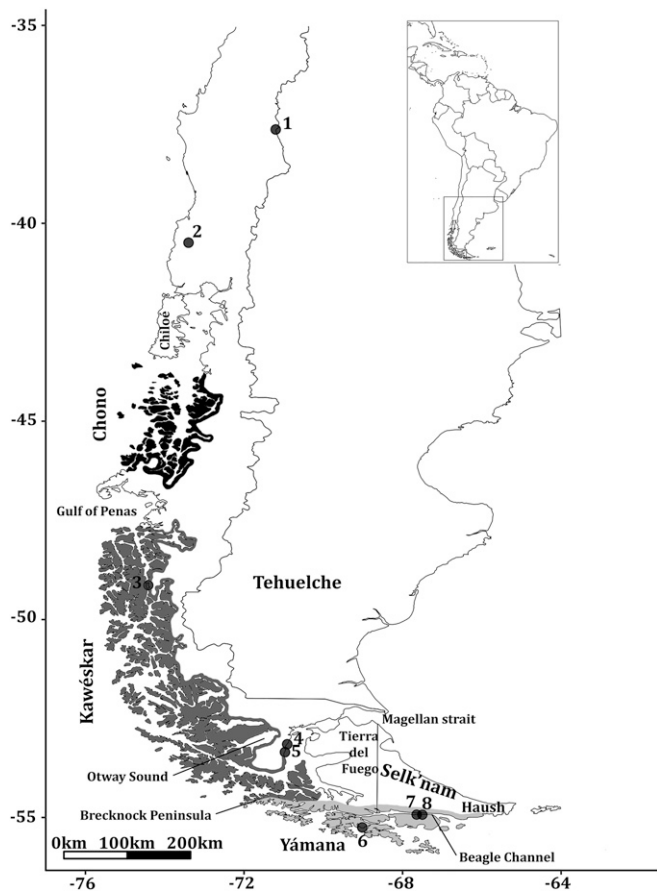 -35
1
-40
2
Chiloe
Chono
-45
Gulf of Penas
3
Tehuelche
-50
Kawéskar
Magellan strait
4
5
Tierra
del
Fuego
Otway Sound
Selk'nam
Haush
Brecknock Peninsula
7 8
-55
6
Yámana
Beagle Channel
0km 100km 200km
-76
-72
-68
-64